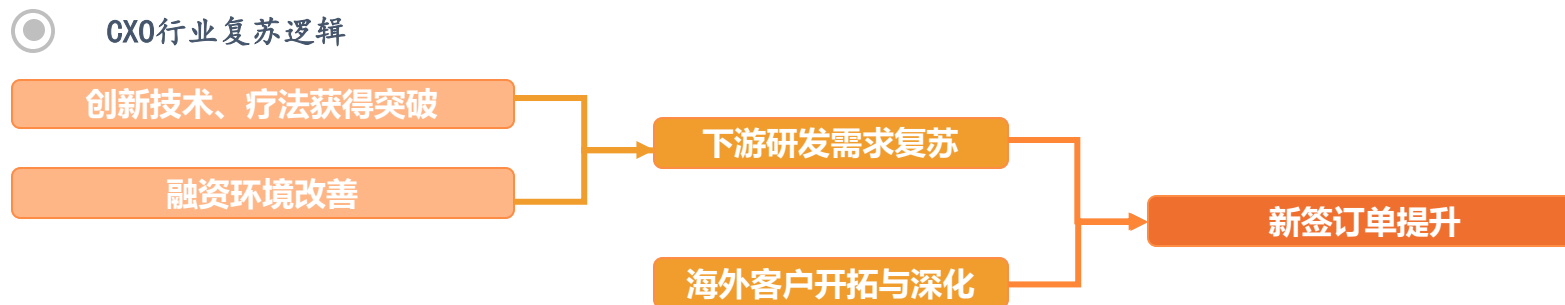 CXO行业复苏逻辑
创新技术、疗法获得突破
融资环境改善
下游研发需求复苏
海外客户开拓与深化
新签订单提升